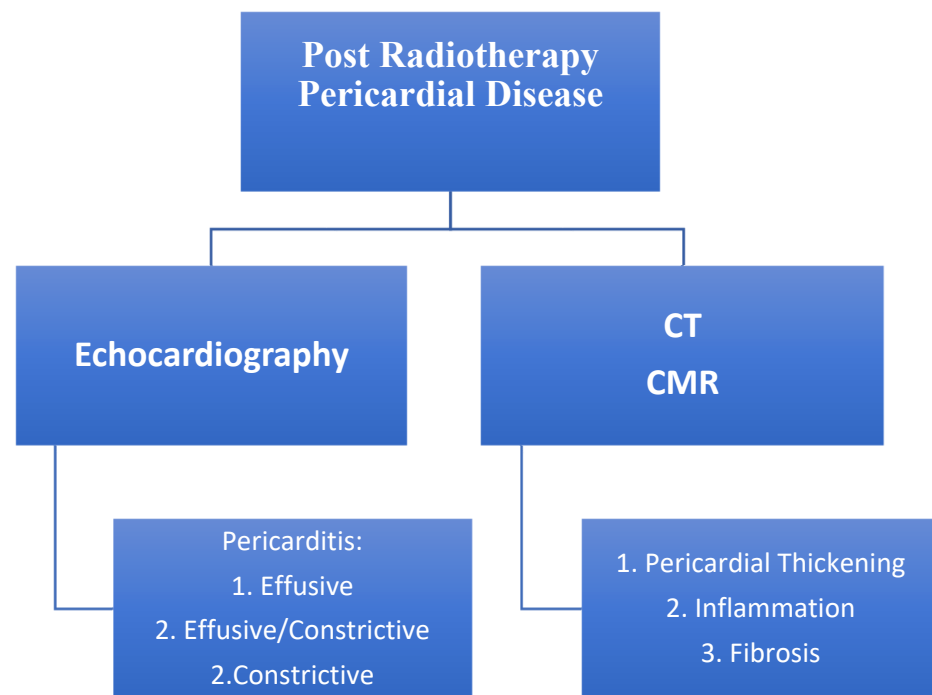 Post Radiotherapy
Pericardial Disease
Echocardiography
CT
CMR
Pericarditis:
1. Effusive
2. Effusive/Constrictive
2.Constrictive
1. Pericardial Thickening
2. Inflammation
3. Fibrosis